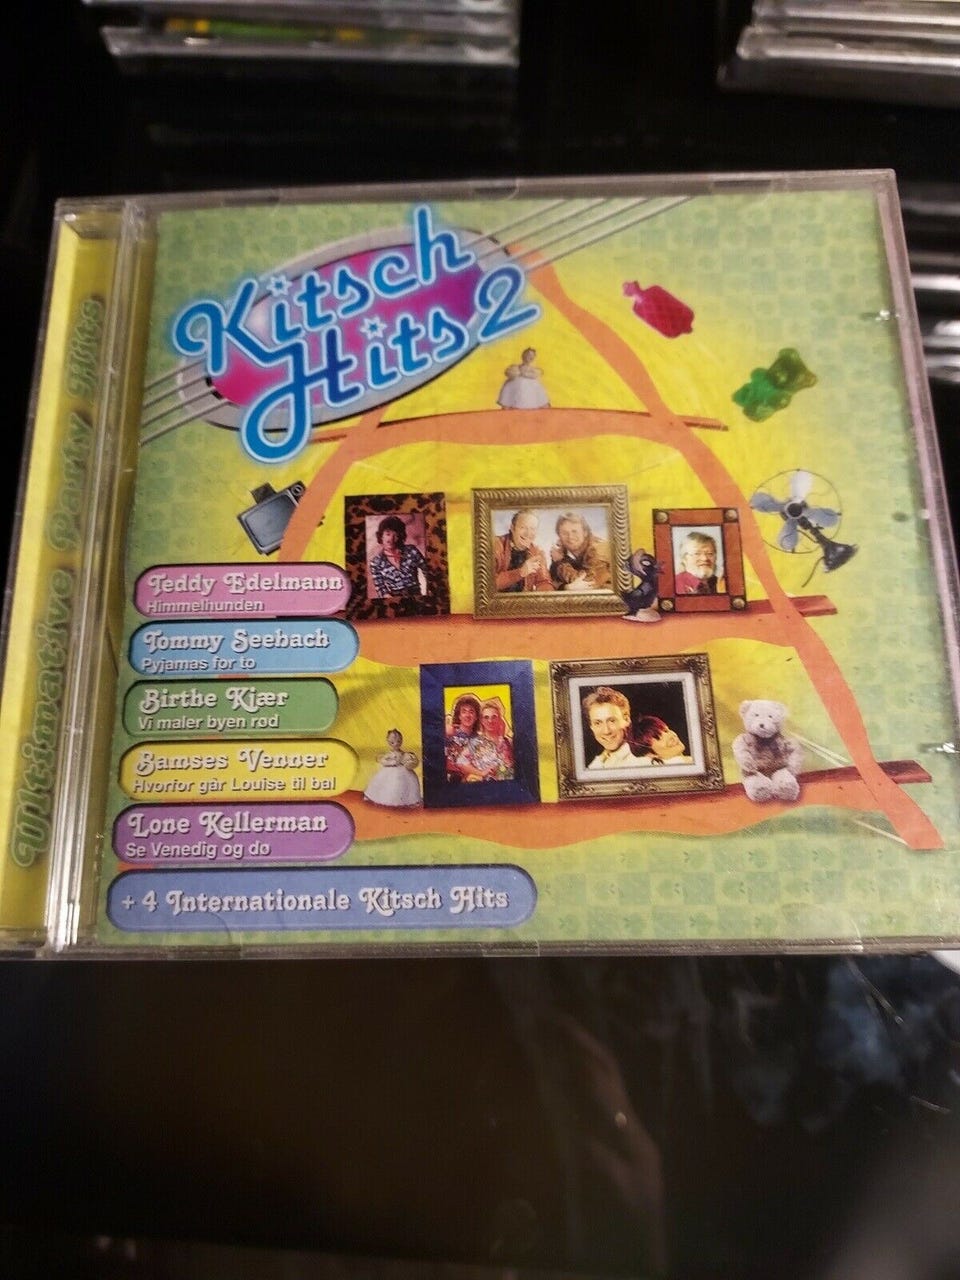 Kitsch
Hits 2
Teddy Edelmann
Himmelhunden
Tommy Seebach
Pyjamas for to
Birthe Kjær
Vi maler byen rød
Samses Venner
Hvorfor går Louise til bal
Lone Kellerman
Se Venedig og dø
+ 4 Internationale Kitsch Hits
Ultimative Party Hits